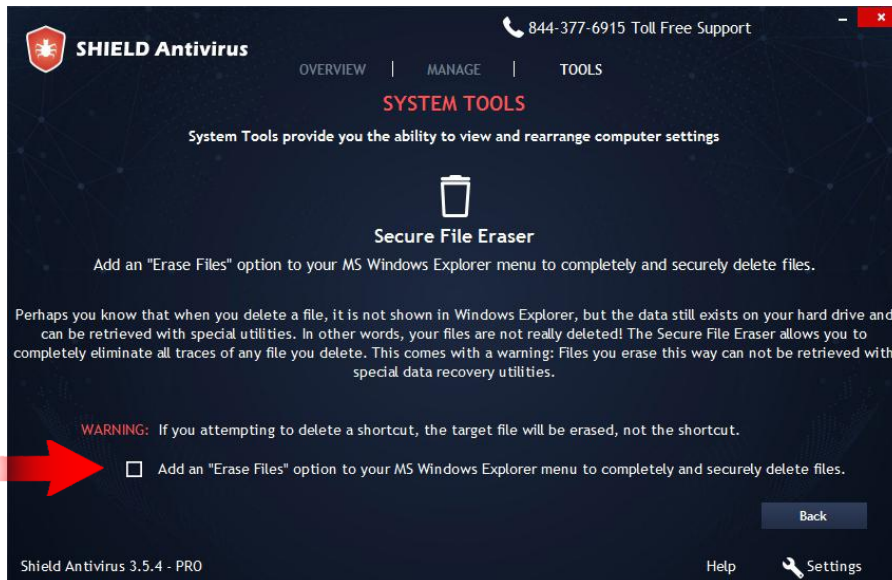 844-377-6915 Toll Free Support
SHIELD Antivirus
OVERVIEW | MANAGE | TOOLS
SYSTEM TOOLS
System Tools provide you the ability to view and rearrange computer settings
Secure File Eraser
Add an "Erase Files" option to your MS Windows Explorer menu to completely and securely delete files.
Perhaps you know that when you delete a file, it is not shown in Windows Explorer, but the data still exists on your hard drive and
can be retrieved with special utilities. In other words, your files are not really deleted! The Secure File Eraser allows you to
completely eliminate all traces of any file you delete. This comes with a warning: Files you erase this way can not be retrieved with
special data recovery utilities.
WARNING: If you attempting to delete a shortcut, the target file will be erased, not the shortcut.
Add an "Erase Files" option to your MS Windows Explorer menu to completely and securely delete files.
Back
Shield Antivirus 3.5.4 - PRO Help Settings